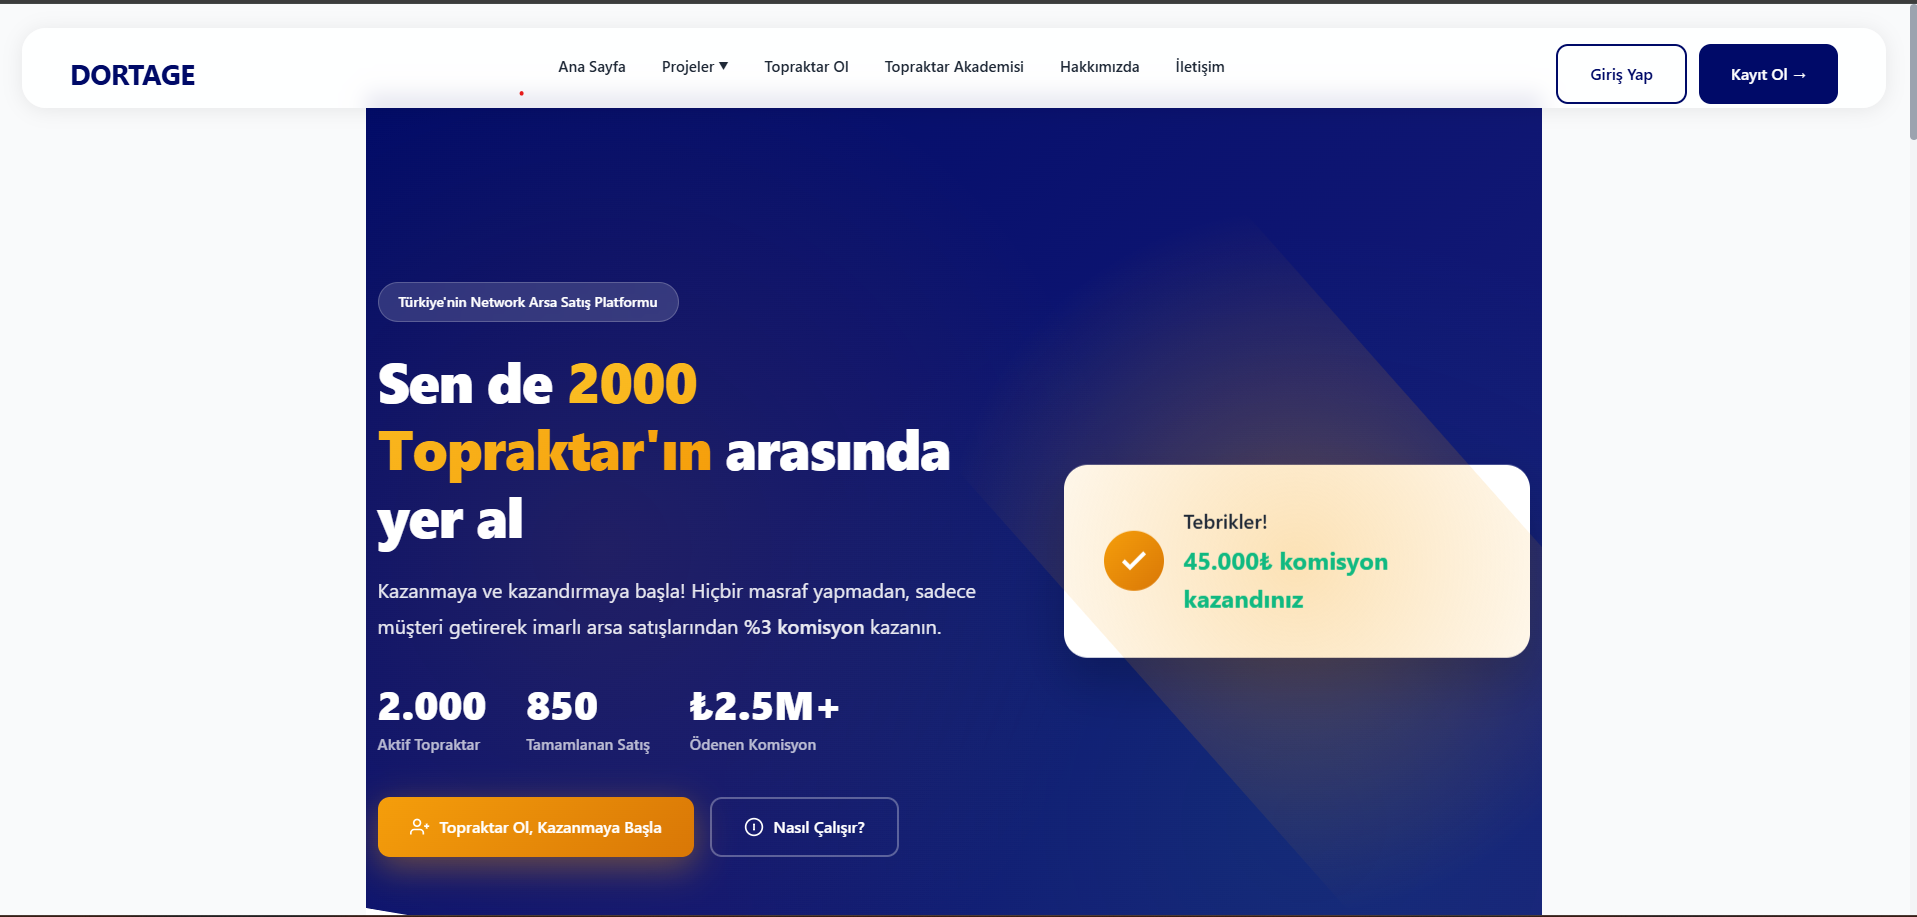 DORTAGE
Ana Sayfa
Projeler ▼
Topraktar Ol
Topraktar Akademisi
Hakkımızda
İletişim
Giriş Yap
Kayıt Ol →
Türkiye'nin Network Arsa Satış Platformu
Sen de 2000
Topraktar'ın arasında
yer al
Kazanmaya ve kazandırmaya başla! Hiçbir masraf yapmadan, sadece
müşteri getirerek imarlı arsa satışlarından %3 komisyon kazanın.
2.000
Aktif Topraktar
850
Tamamlanan Satış
₺2.5M+
Ödenen Komisyon
Topraktar Ol, Kazanmaya Başla
Nasıl Çalışır?
Tebrikler!
45.000₺ komisyon
kazandınız